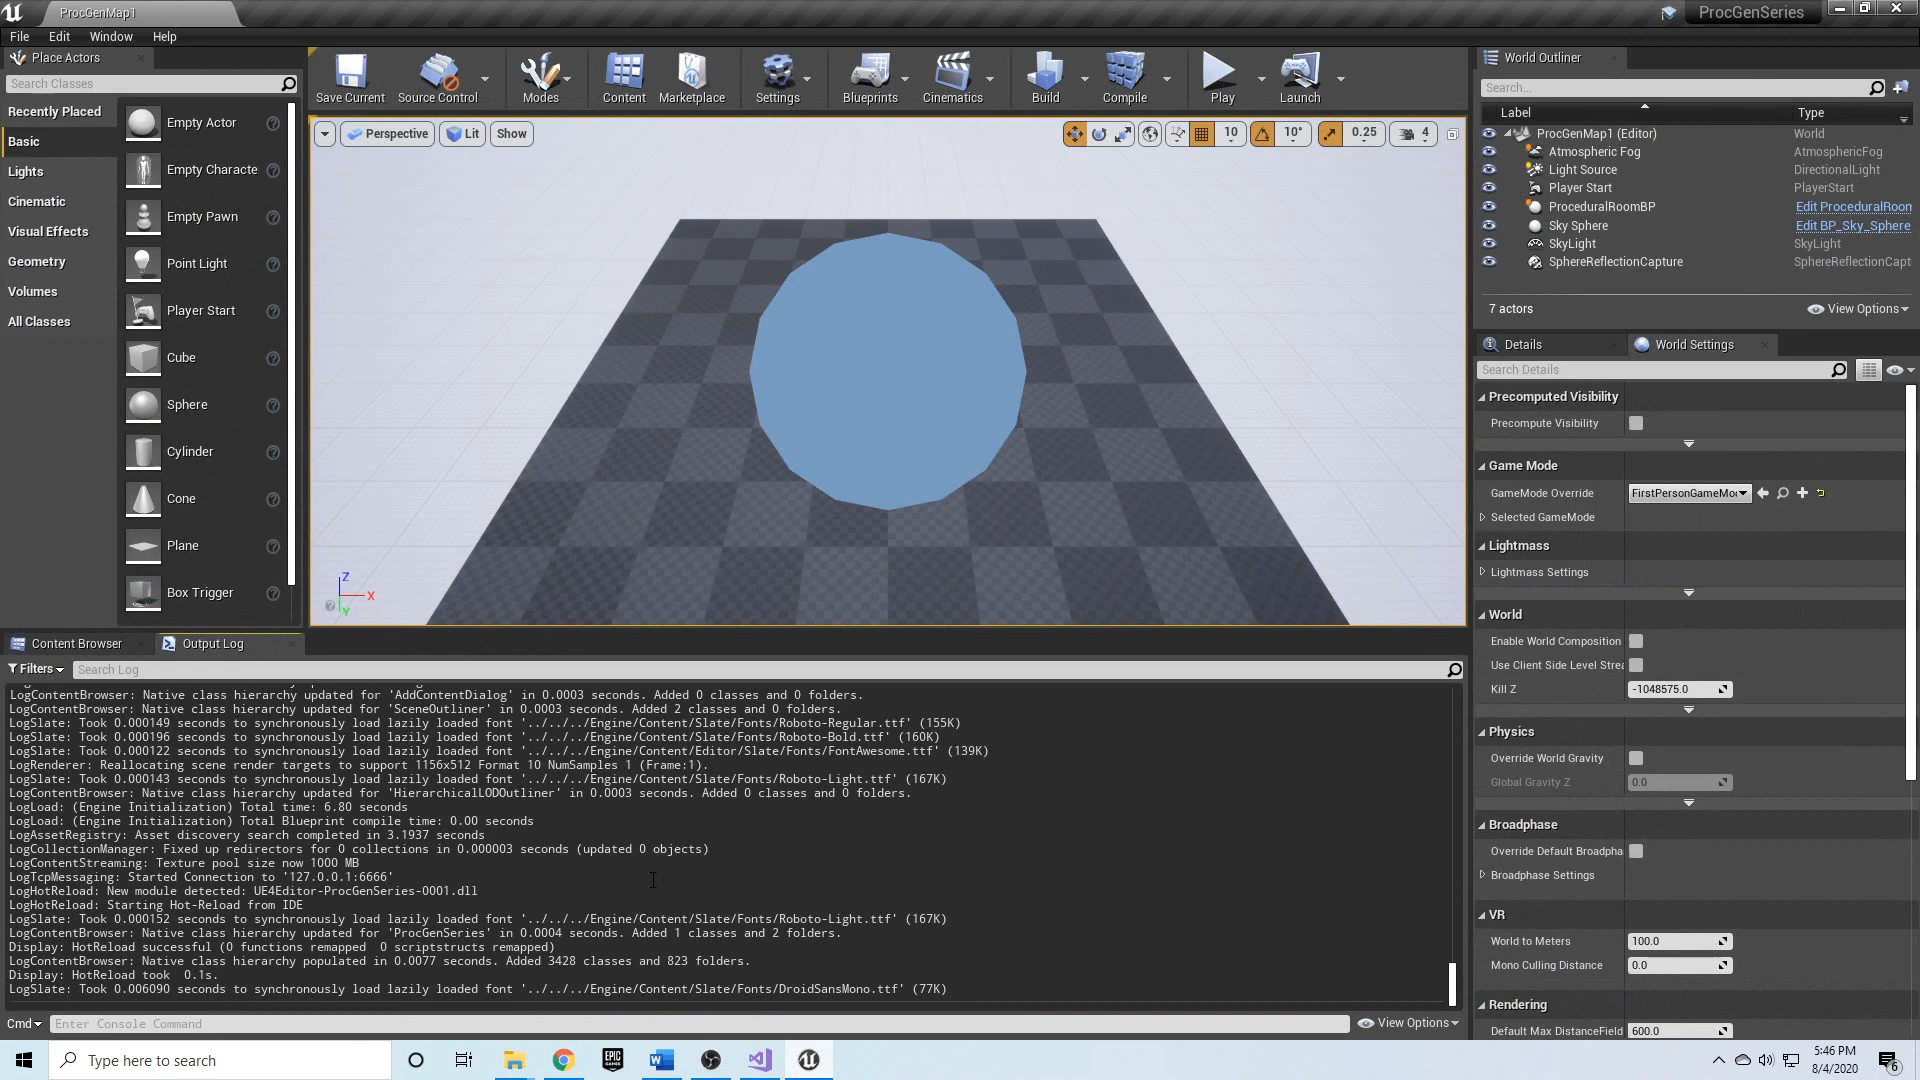 ProcGenMap1
ProcGenSeries
File Edit Window Help
Place Actors
Search Classes
Recently Placed
Basic
Lights
Cinematic
Visual Effects
Geometry
Volumes
All Classes
Empty Actor
Empty Characte
Empty Pawn
Point Light
Player Start
Cube
Sphere
Cylinder
Cone
Plane
Box Trigger
Save Current Source Control Modes Content Marketplace Settings Blueprints Cinematics Build Compile Play Launch
Perspective Lit Show
10 10° 0.25 4
Z
X
Y
World Outliner
Search...
Label Type
ProcGenMap1 (Editor) World
Atmospheric Fog AtmosphericFog
Light Source DirectionalLight
Player Start PlayerStart
ProceduralRoomBP Edit ProceduralRoon
Sky Sphere Edit BP_Sky_Sphere
SkyLight SkyLight
SphereReflectionCapture SphereReflectionCapt
7 actors View Options
Details World Settings
Search Details
Precomputed Visibility
Precompute Visibility
Game Mode
GameMode Override FirstPersonGameMo
Selected GameMode
Lightmass
Lightmass Settings
World
Enable World Composition
Use Client Side Level Strea
Kill Z -1048575.0
Physics
Override World Gravity
Global Gravity Z 0.0
Broadphase
Override Default Broadpha
Broadphase Settings
VR
World to Meters 100.0
Mono Culling Distance 0.0
Rendering
Default Max DistanceField 600.0
Content Browser Output Log
Filters Search Log
LogContentBrowser: Native class hierarchy updated for 'AddContentDialog' in 0.0003 seconds. Added 0 classes and 0 folders.
LogContentBrowser: Native class hierarchy updated for 'SceneOutliner' in 0.0003 seconds. Added 2 classes and 0 folders.
LogSlate: Took 0.000149 seconds to synchronously load lazily loaded font '../../../Engine/Content/Slate/Fonts/Roboto-Regular.ttf' (155K)
LogSlate: Took 0.000196 seconds to synchronously load lazily loaded font '../../../Engine/Content/Slate/Fonts/Roboto-Bold.ttf' (160K)
LogSlate: Took 0.000122 seconds to synchronously load lazily loaded font '../../../Engine/Content/Editor/Slate/Fonts/FontAwesome.ttf' (139K)
LogRenderer: Reallocating scene render targets to support 1156x512 Format 10 NumSamples 1 (Frame:1).
LogSlate: Took 0.000143 seconds to synchronously load lazily loaded font '../../../Engine/Content/Slate/Fonts/Roboto-Light.ttf' (167K)
LogContentBrowser: Native class hierarchy updated for 'HierarchicalLODOutliner' in 0.0003 seconds. Added 0 classes and 0 folders.
LogLoad: (Engine Initialization) Total time: 6.80 seconds
LogLoad: (Engine Initialization) Total Blueprint compile time: 0.00 seconds
LogAssetRegistry: Asset discovery search completed in 3.1937 seconds
LogCollectionManager: Fixed up redirectors for 0 collections in 0.000003 seconds (updated 0 objects)
LogContentStreaming: Texture pool size now 1000 MB
LogTcpMessaging: Started Connection to '127.0.0.1:6666'
LogHotReload: New module detected: UE4Editor-ProcGenSeries-0001.dll
LogHotReload: Starting Hot-Reload from IDE
LogSlate: Took 0.000152 seconds to synchronously load lazily loaded font '../../../Engine/Content/Slate/Fonts/Roboto-Light.ttf' (167K)
LogContentBrowser: Native class hierarchy updated for 'ProcGenSeries' in 0.0004 seconds. Added 1 classes and 2 folders.
Display: HotReload successful (0 functions remapped  0 scriptstructs remapped)
LogContentBrowser: Native class hierarchy populated in 0.0077 seconds. Added 3428 classes and 823 folders.
Display: HotReload took  0.1s.
LogSlate: Took 0.006090 seconds to synchronously load lazily loaded font '../../../Engine/Content/Slate/Fonts/DroidSansMono.ttf' (77K)
Cmd Enter Console Command View Options
Type here to search
EPIC GAMES
5:46 PM
8/4/2020
6